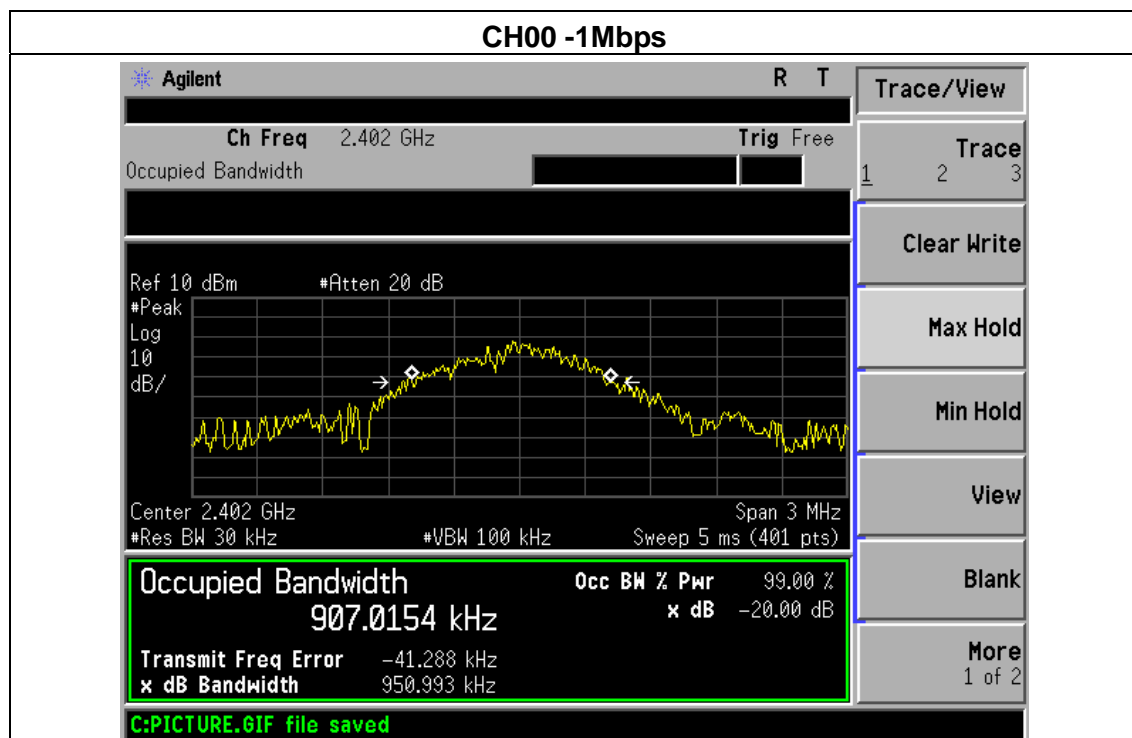 CH00 -1Mbps
Agilent R T
Trace/View
Ch Freq 2.402 GHz Trig Free
Occupied Bandwidth
Trace
1 2 3
Clear Write
Ref 10 dBm #Atten 20 dB
#Peak
Log
10
dB/
Max Hold
Min Hold
View
Center 2.402 GHz Span 3 MHz
#Res BW 30 kHz #VBW 100 kHz Sweep 5 ms (401 pts)
Occupied Bandwidth Occ BW % Pwr 99.00 %
907.0154 kHz x dB -20.00 dB
Blank
Transmit Freq Error -41.288 kHz
x dB Bandwidth 950.993 kHz
More
1 of 2
C:PICTURE.GIF file saved